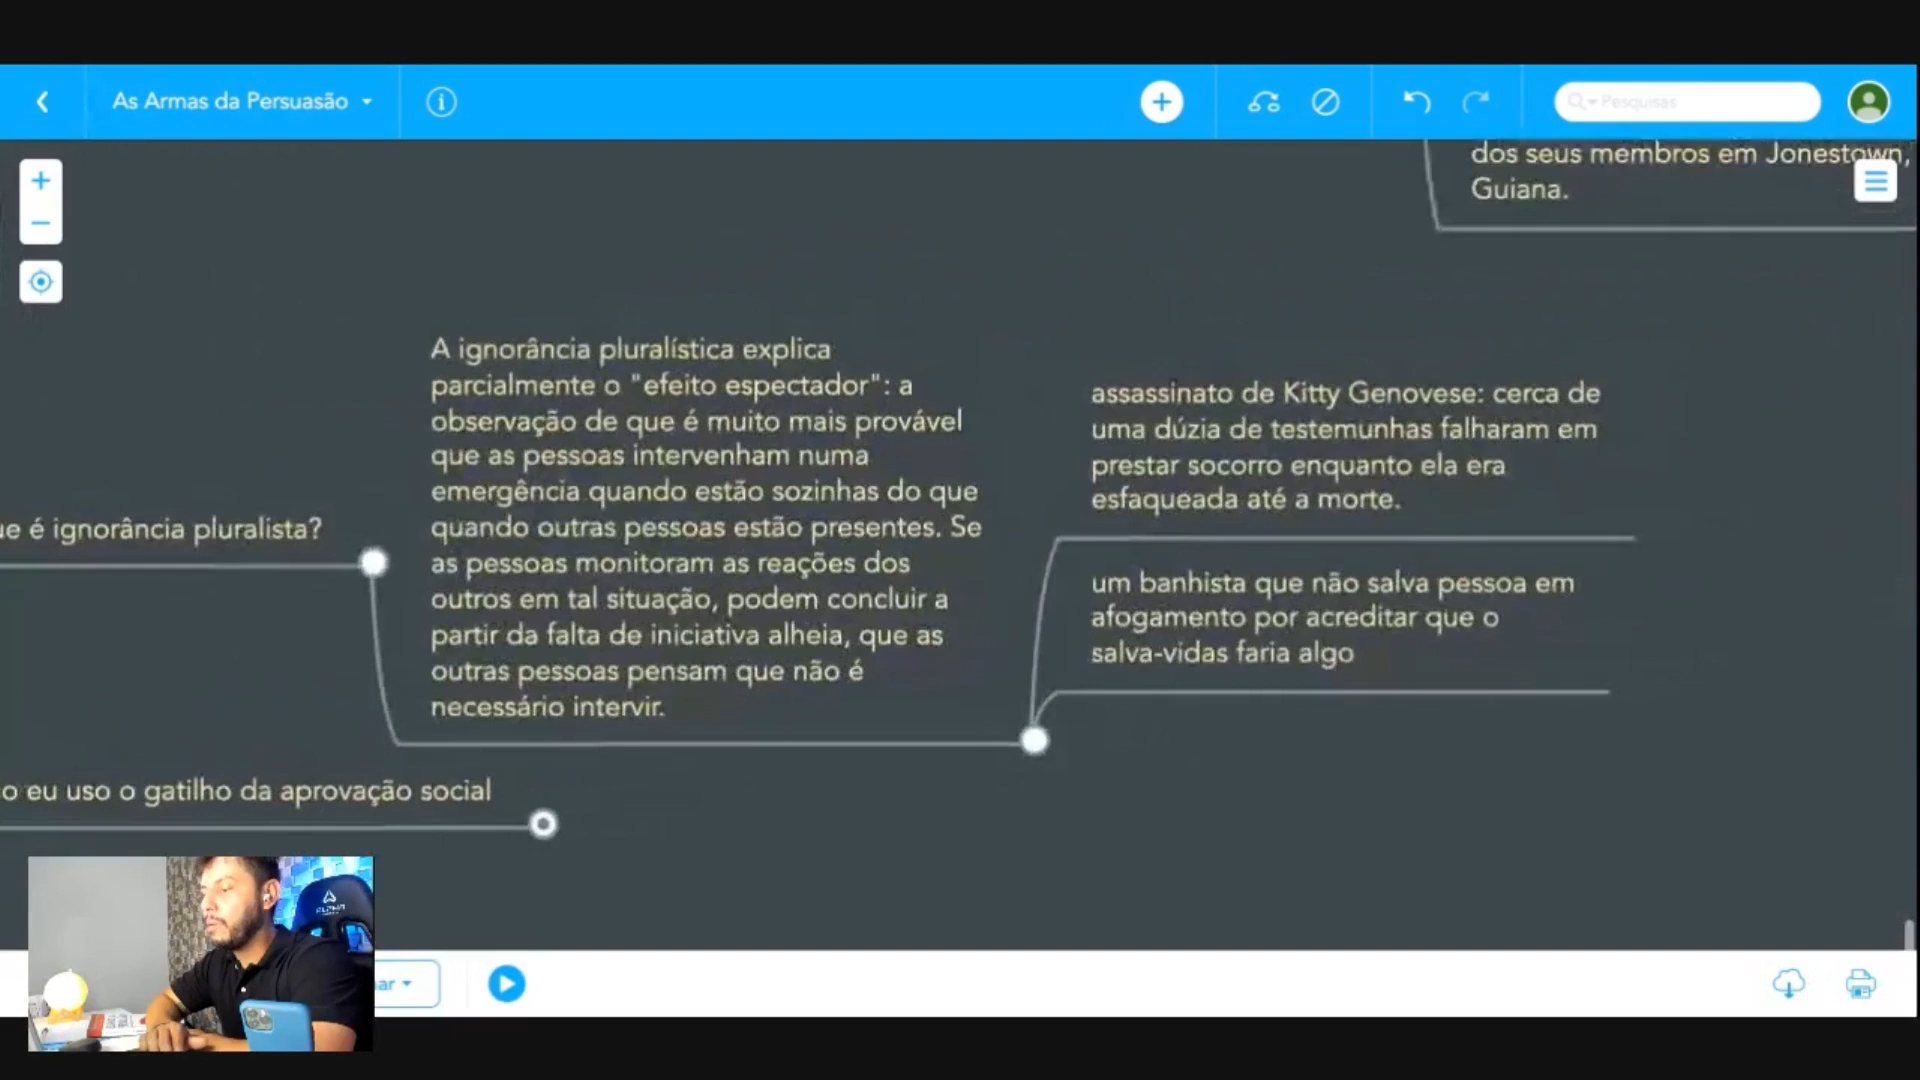 As Armas da Persuasão
Pesquisas
dos seus membros em Jonestown,
Guiana.
A ignorância pluralística explica
parcialmente o "efeito espectador": a
observação de que é muito mais provável
que as pessoas intervenham numa
emergência quando estão sozinhas do que
quando outras pessoas estão presentes. Se
as pessoas monitoram as reações dos
outros em tal situação, podem concluir a
partir da falta de iniciativa alheia, que as
outras pessoas pensam que não é
necessário intervir.
assassinato de Kitty Genovese: cerca de
uma dúzia de testemunhas falharam em
prestar socorro enquanto ela era
esfaqueada até a morte.
um banhista que não salva pessoa em
afogamento por acreditar que o
salva-vidas faria algo
ue é ignorância pluralista?
o eu uso o gatilho da aprovação social
ar